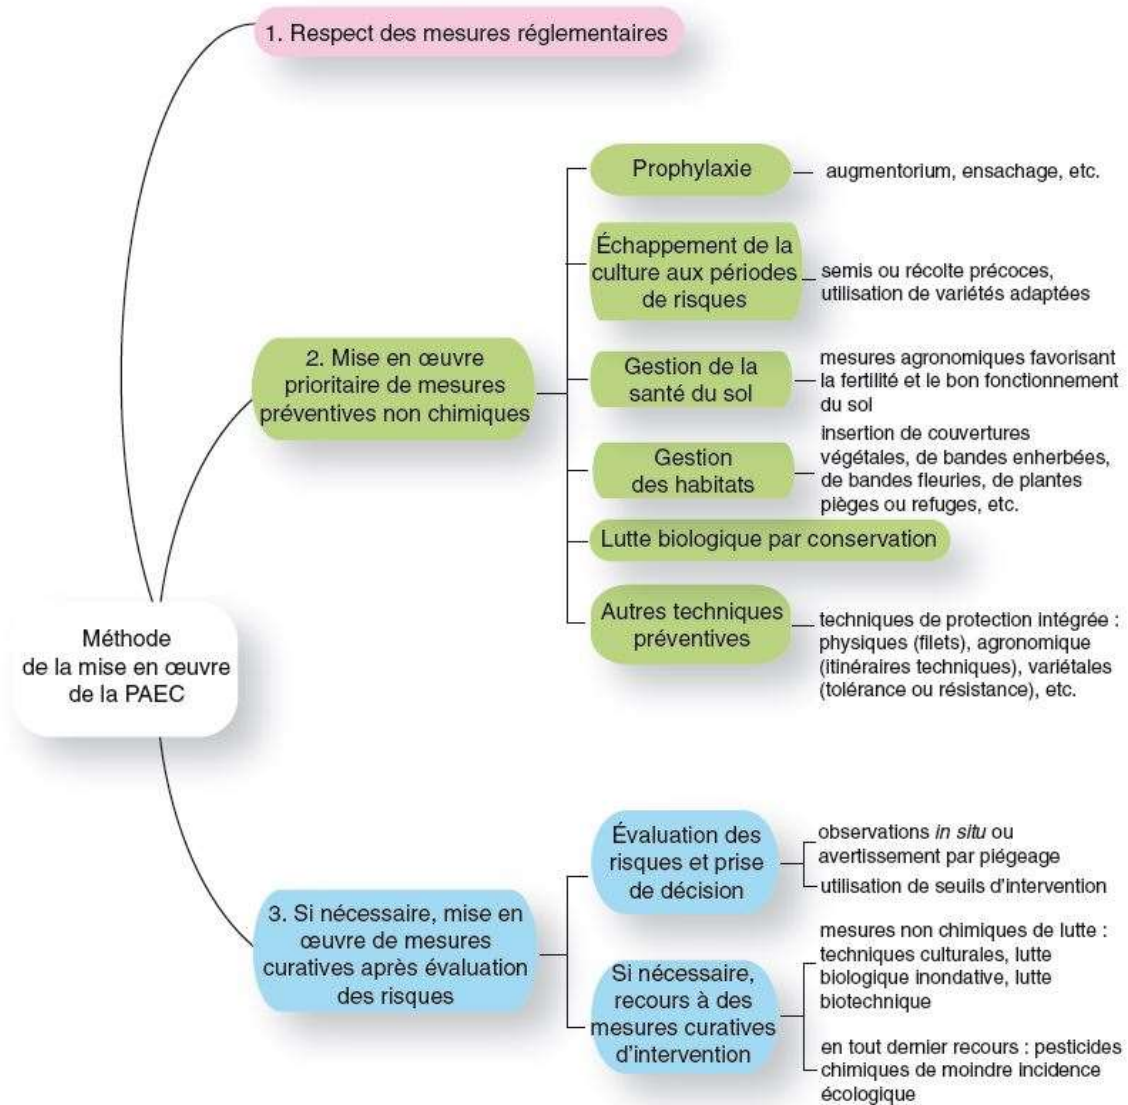 1. Respect des mesures réglementaires
Prophylaxie
augmentorium, ensachage, etc.
Échappement de la
culture aux périodes
de risques
semis ou récolte précoces,
utilisation de variétés adaptées
2. Mise en œuvre
prioritaire de mesures
préventives non chimiques
Gestion de la
santé du sol
mesures agronomiques favorisant
la fertilité et le bon fonctionnement
du sol
Gestion
des habitats
insertion de couvertures
végétales, de bandes enherbées,
de bandes fleuries, de plantes
pièges ou refuges, etc.
Lutte biologique par conservation
Autres techniques
préventives
techniques de protection intégrée :
physiques (filets), agronomique
(itinéraires techniques), variétales
(tolérance ou résistance), etc.
Méthode
de la mise en œuvre
de la PAEC
3. Si nécessaire, mise en
œuvre de mesures
curatives après évaluation
des risques
Évaluation des
risques et prise
de décision
observations in situ ou
avertissement par piégeage
utilisation de seuils d'intervention
Si nécessaire,
recours à des
mesures curatives
d'intervention
mesures non chimiques de lutte :
techniques culturales, lutte
biologique inondative, lutte
biotechnique
en tout dernier recours : pesticides
chimiques de moindre incidence
écologique